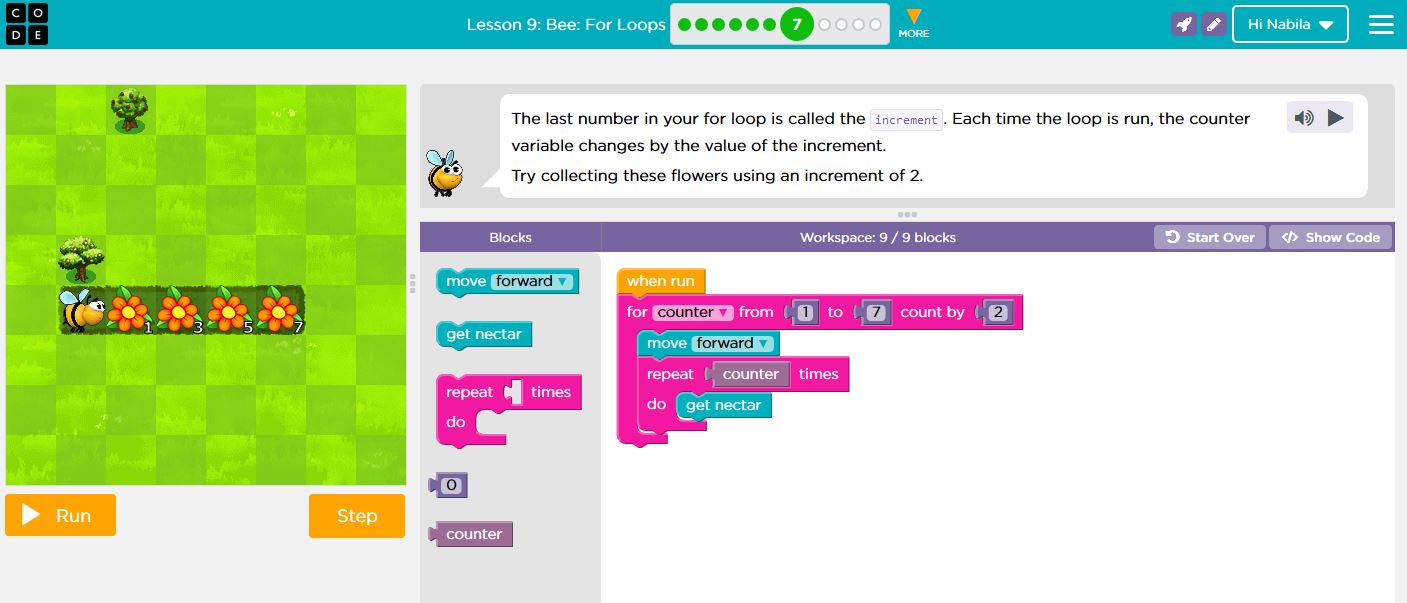 CODE
Lesson 9: Bee: For Loops
7
MORE
Hi Nabila
The last number in your for loop is called the increment. Each time the loop is run, the counter
variable changes by the value of the increment.
Try collecting these flowers using an increment of 2.
Blocks
Workspace: 9 / 9 blocks
Start Over
</> Show Code
1 3 5 7
Run
Step
move forward
get nectar
repeat times
do
0
counter
when run
for counter from 1 to 7 count by 2
move forward
repeat counter times
do get nectar